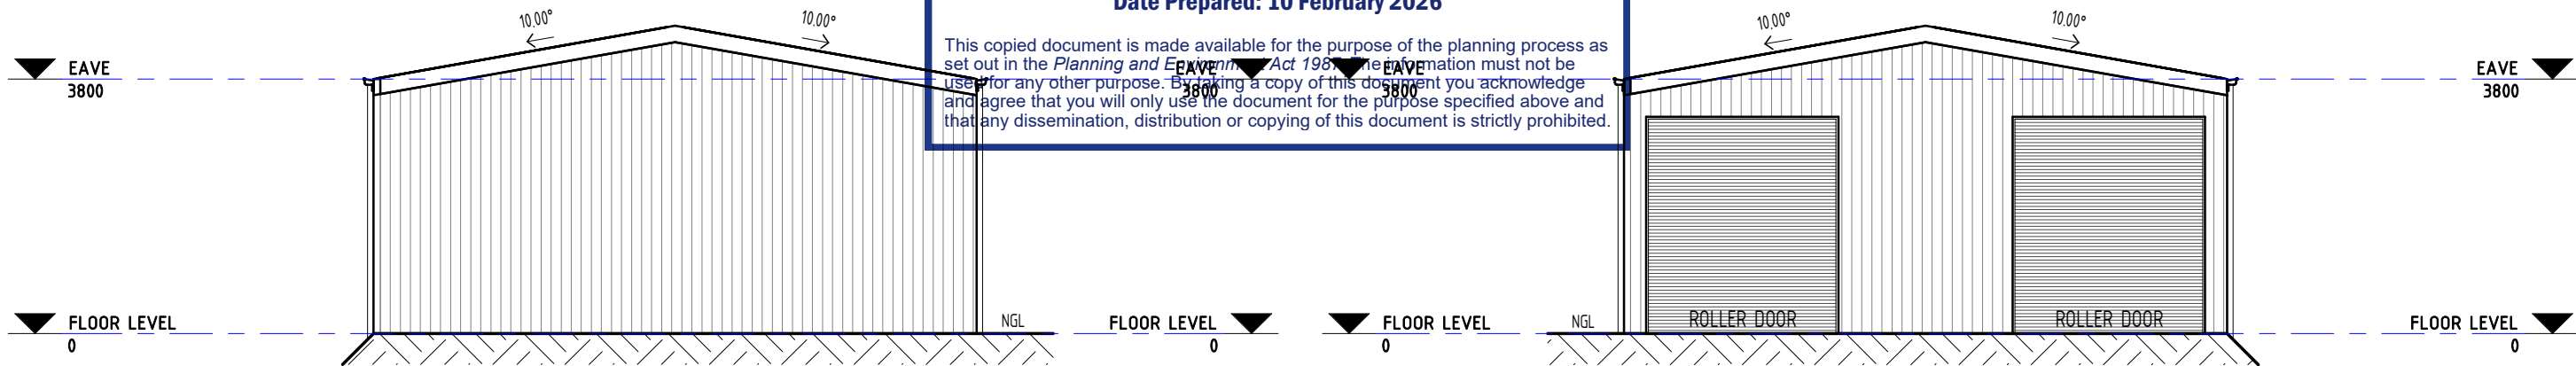 Date Prepared: 10 February 2026
10.00°
10.00°
10.00°
10.00°
This copied document is made available for the purpose of the planning process as
set out in the Planning and Environment Act 1987. The information must not be
used for any other purpose. By taking a copy of this document you acknowledge
and agree that you will only use the document for the purpose specified above and
that any dissemination, distribution or copying of this document is strictly prohibited.
EAVE
3800
EAVE
3800
EAVE
3800
EAVE
3800
ROLLER DOOR
ROLLER DOOR
FLOOR LEVEL
0
NGL
FLOOR LEVEL
0
FLOOR LEVEL
0
NGL
FLOOR LEVEL
0